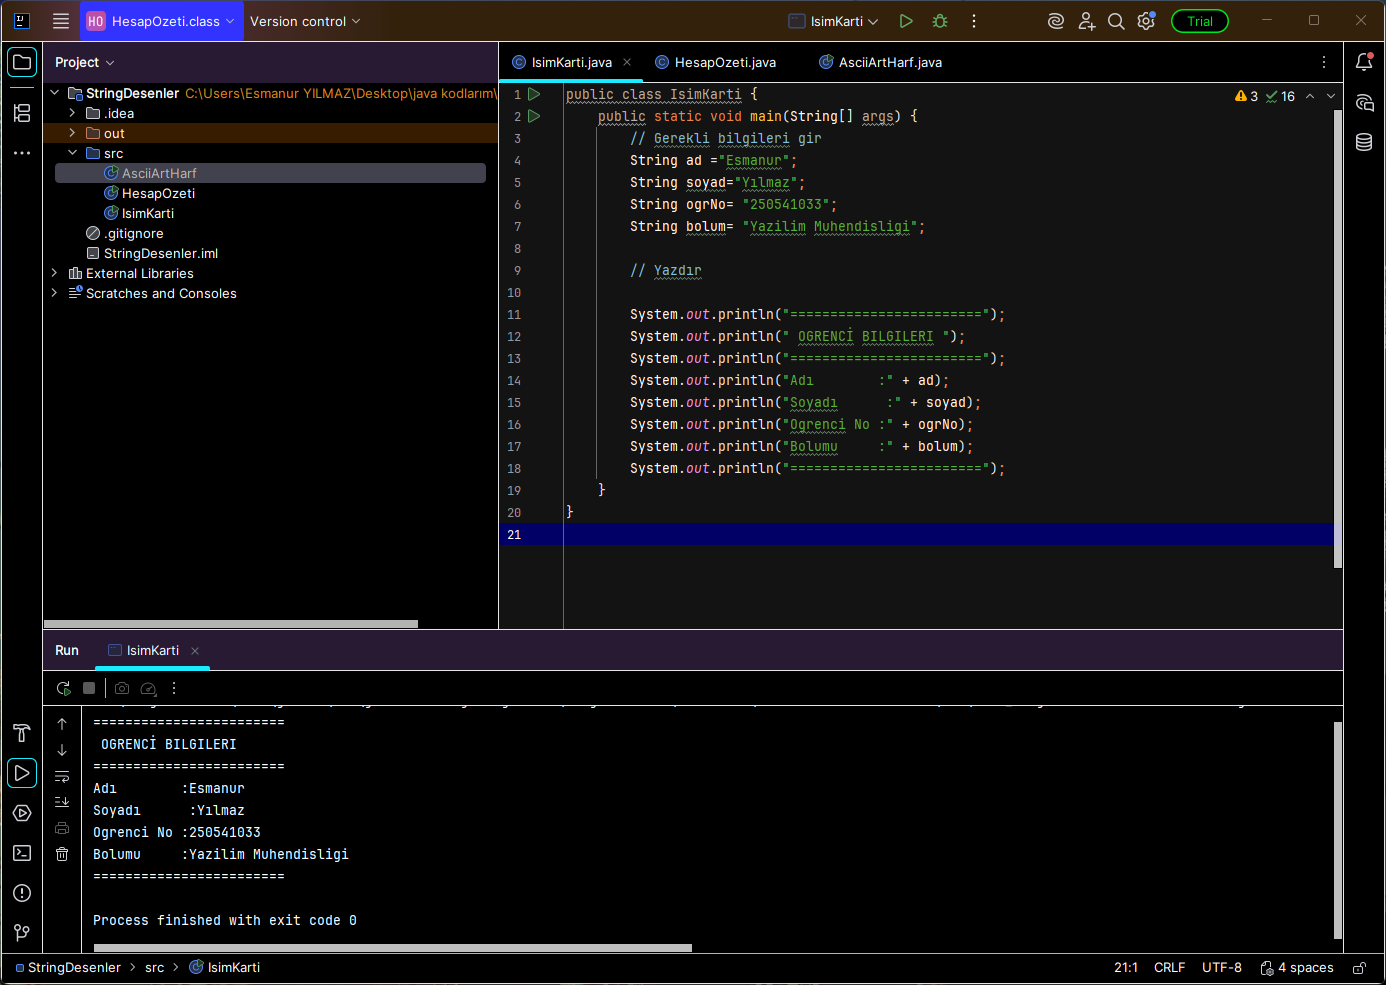 HO HesapOzeti.class Version control IsimKarti Trial
Project
IsimKarti.java HesapOzeti.java AsciiArtHarf.java
StringDesenler C:\Users\Esmanur YILMAZ\Desktop\java kodlarım\
.idea
out
src
AsciiArtHarf
HesapOzeti
IsimKarti
.gitignore
StringDesenler.iml
External Libraries
Scratches and Consoles
3 16
1 public class IsimKarti {
2 public static void main(String[] args) {
3 // Gerekli bilgileri gir
4 String ad ="Esmanur";
5 String soyad="Yılmaz";
6 String ogrNo= "250541033";
7 String bolum= "Yazilim Muhendisligi";
8
9 // Yazdır
10
11 System.out.println("========================");
12 System.out.println(" OGRENCİ BILGILERI ");
13 System.out.println("========================");
14 System.out.println("Adı        :" + ad);
15 System.out.println("Soyadı      :" + soyad);
16 System.out.println("Ogrenci No :" + ogrNo);
17 System.out.println("Bolumu     :" + bolum);
18 System.out.println("========================");
19 }
20 }
21
Run IsimKarti
========================
OGRENCİ BILGILERI
========================
Adı        :Esmanur
Soyadı      :Yılmaz
Ogrenci No :250541033
Bolumu     :Yazilim Muhendisligi
========================
Process finished with exit code 0
StringDesenler > src > IsimKarti 21:1 CRLF UTF-8 4 spaces